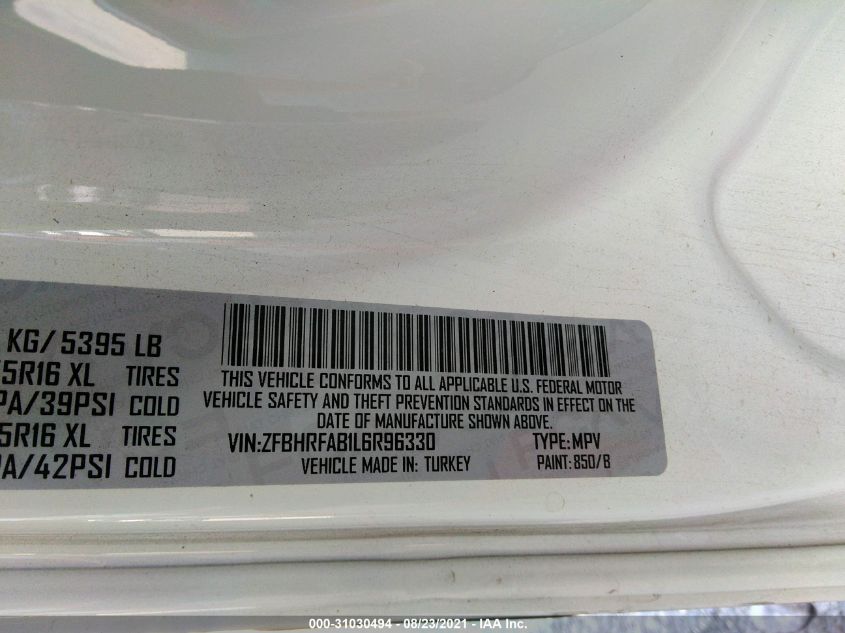 KG/ 5395 LB
5R16 XL TIRES
PA/39PSI COLD
5R16 XL TIRES
PA/42PSI COLD
THIS VEHICLE CONFORMS TO ALL APPLICABLE U.S. FEDERAL MOTOR
VEHICLE SAFETY AND THEFT PREVENTION STANDARDS IN EFFECT ON THE
DATE OF MANUFACTURE SHOWN ABOVE.
VIN:ZFBHRFAB1L6R96330 TYPE:MPV
VEHICLE MADE IN: TURKEY PAINT: 850/B
000-31030494 - 08/23/2021 - IAA Inc.